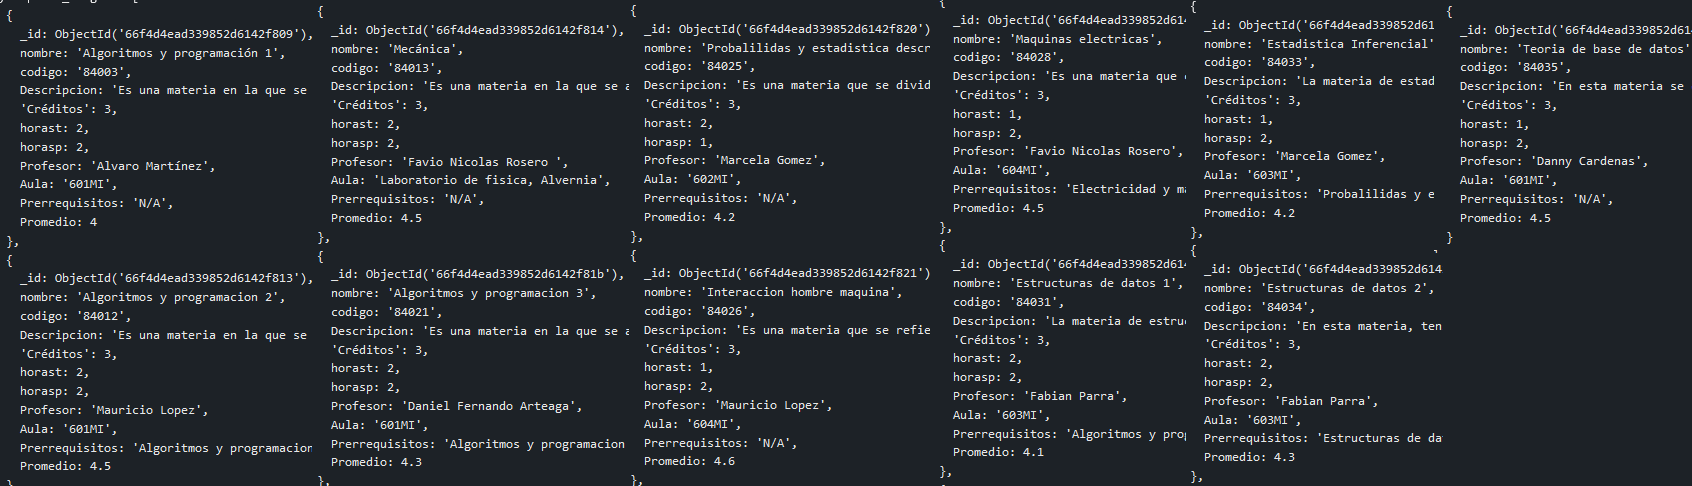 {
_id: ObjectId('66f4d4ead339852d6142f809'),
nombre: 'Algoritmos y programación 1',
codigo: '84003',
Descripcion: 'Es una materia en la que se
'Créditos': 3,
horast: 2,
horasp: 2,
Profesor: 'Alvaro Martínez',
Aula: '601MI',
Prerrequisitos: 'N/A',
Promedio: 4
},
{
_id: ObjectId('66f4d4ead339852d6142f813'),
nombre: 'Algoritmos y programacion 2',
codigo: '84012',
Descripcion: 'Es una materia en la que se
'Créditos': 3,
horast: 2,
horasp: 2,
Profesor: 'Mauricio Lopez',
Aula: '601MI',
Prerrequisitos: 'Algoritmos y programacion
Promedio: 4.5
}
{
_id: ObjectId('66f4d4ead339852d6142f814'),
nombre: 'Mecánica',
codigo: '84013',
Descripcion: 'Es una materia en la que se a
'Créditos': 3,
horast: 2,
horasp: 2,
Profesor: 'Favio Nicolas Rosero ',
Aula: 'Laboratorio de fisica, Alvernia',
Prerrequisitos: 'N/A',
Promedio: 4.5
},
{
_id: ObjectId('66f4d4ead339852d6142f81b'),
nombre: 'Algoritmos y programacion 3',
codigo: '84021',
Descripcion: 'Es una materia en la que se a
'Créditos': 3,
horast: 2,
horasp: 2,
Profesor: 'Daniel Fernando Arteaga',
Aula: '601MI',
Prerrequisitos: 'Algoritmos y programacion
Promedio: 4.3
},
{
_id: ObjectId('66f4d4ead339852d6142f820')
nombre: 'Probalilidas y estadistica descr
codigo: '84025',
Descripcion: 'Es una materia que se divid
'Créditos': 3,
horast: 2,
horasp: 1,
Profesor: 'Marcela Gomez',
Aula: '602MI',
Prerrequisitos: 'N/A',
Promedio: 4.2
},
{
_id: ObjectId('66f4d4ead339852d6142f821')
nombre: 'Interaccion hombre maquina',
codigo: '84026',
Descripcion: 'Es una materia que se refie
'Créditos': 3,
horast: 1,
horasp: 2,
Profesor: 'Mauricio Lopez',
Aula: '604MI',
Prerrequisitos: 'N/A',
Promedio: 4.6
},
{
_id: ObjectId('66f4d4ead339852d614
nombre: 'Maquinas electricas',
codigo: '84028',
Descripcion: 'Es una materia que
'Créditos': 3,
horast: 1,
horasp: 2,
Profesor: 'Favio Nicolas Rosero',
Aula: '604MI',
Prerrequisitos: 'Electricidad y ma
Promedio: 4.5
},
{
_id: ObjectId('66f4d4ead339852d614
nombre: 'Estructuras de datos 1',
codigo: '84031',
Descripcion: 'La materia de estru
'Créditos': 3,
horast: 2,
horasp: 2,
Profesor: 'Fabian Parra',
Aula: '603MI',
Prerrequisitos: 'Algoritmos y prog
Promedio: 4.1
},
{
_id: ObjectId('66f4d4ead339852d61
nombre: 'Estadistica Inferencial'
codigo: '84033',
Descripcion: 'La materia de estad
'Créditos': 3,
horast: 1,
horasp: 2,
Profesor: 'Marcela Gomez',
Aula: '603MI',
Prerrequisitos: 'Probalilidas y e
Promedio: 4.2
},
{
_id: ObjectId('66f4d4ead339852d614
nombre: 'Estructuras de datos 2',
codigo: '84034',
Descripcion: 'En esta materia, ten
'Créditos': 3,
horast: 2,
horasp: 2,
Profesor: 'Fabian Parra',
Aula: '603MI',
Prerrequisitos: 'Estructuras de da
Promedio: 4.3
},
{
_id: ObjectId('66f4d4ead339852d614
nombre: 'Teoria de base de datos'
codigo: '84035',
Descripcion: 'En esta materia se
'Créditos': 3,
horast: 1,
horasp: 2,
Profesor: 'Danny Cardenas',
Aula: '601MI',
Prerrequisitos: 'N/A',
Promedio: 4.5
}